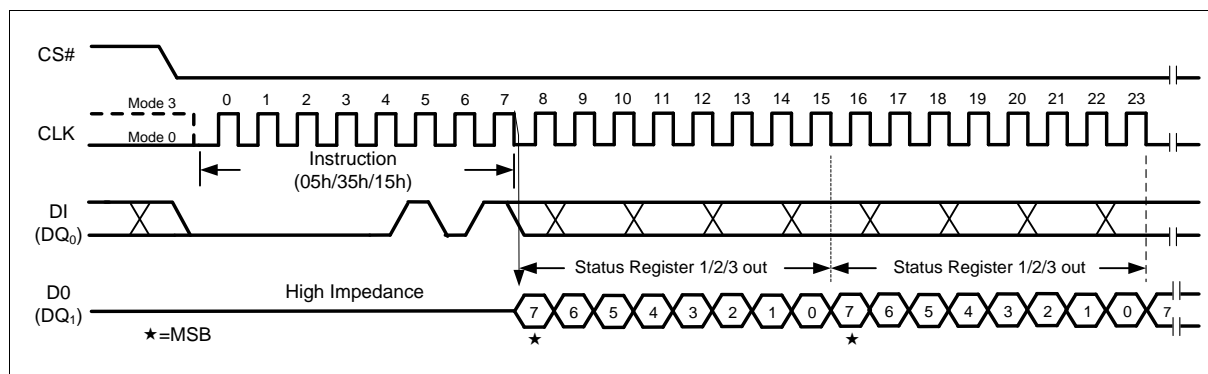 CS#
Mode 3
0 1 2 3 4 5 6 7 8 9 10 11 12 13 14 15 16 17 18 19 20 21 22 23
CLK
Mode 0
Instruction
(05h/35h/15h)
DI
(DQ0)
Status Register 1/2/3 out Status Register 1/2/3 out
High Impedance
D0
(DQ1)
7 6 5 4 3 2 1 0 7 6 5 4 3 2 1 0 7
★=MSB ★ ★